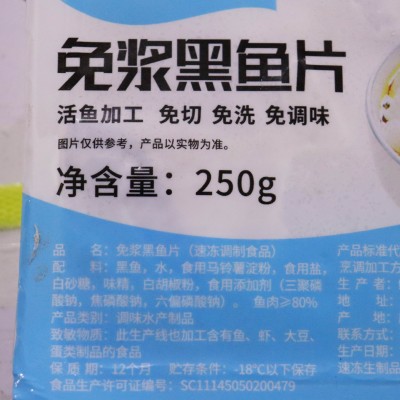 免浆黑鱼片
活鱼加工 免切 免洗 免调味
图片仅供参考，产品以实物为准。
净含量：250g
品 名：免浆黑鱼片（速冻调制食品）
配 料：黑鱼，水，食用马铃薯淀粉，食用盐，
白砂糖，味精，白胡椒粉，食用添加剂（三聚磷
酸钠，焦磷酸钠，六偏磷酸钠）。 鱼肉≥80%
产品类别：调味水产制品
致敏物质：此生产线也加工含有鱼、虾、大豆、
蛋类制品的食品
保 质 期：12个月 贮存条件：-18℃以下保存
食品生产许可证编号：SC11145050200479
产品标准代
烹调加工方
生产商
地 址：
产 地：
联系方式：
生产日期：
速冻生制品